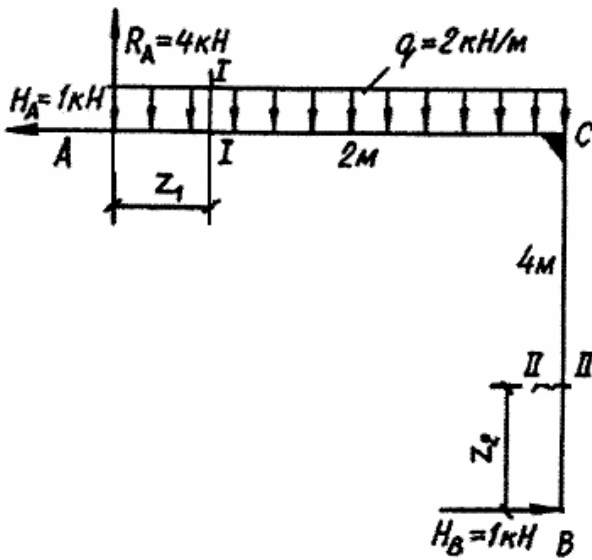 R_A=4кН
q=2кН/м
H_A=1кН
I
A
I
2м
C
z_1
4м
II II
z_2
H_B=1кН
B